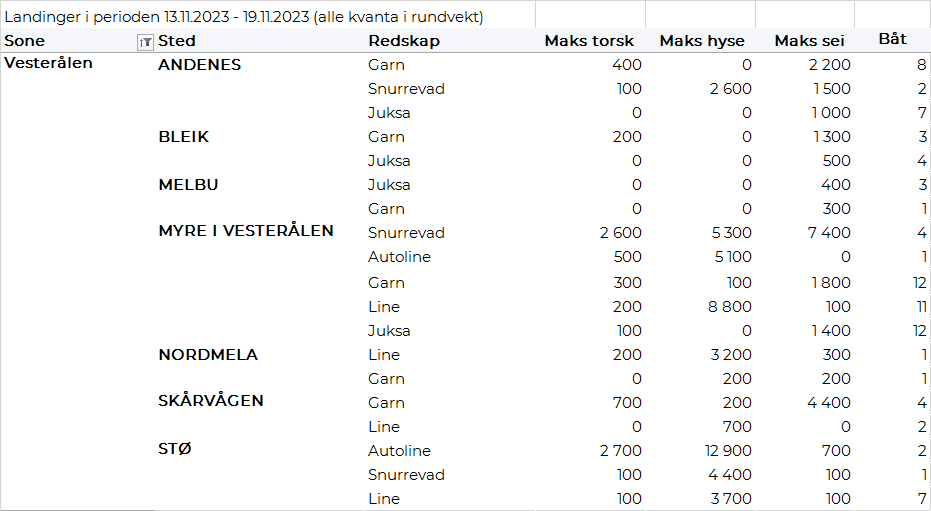 Landinger i perioden 13.11.2023 - 19.11.2023 (alle kvanta i rundvekt)
Sone Sted Redskap Maks torsk Maks hyse Maks sei Båt
Vesterålen ANDENES Garn 400 0 2 200 8
Snurrevad 100 2 600 1 500 2
Juksa 0 0 1 000 7
BLEIK Garn 200 0 1 300 3
Juksa 0 0 500 4
MELBU Juksa 0 0 400 3
Garn 0 0 300 1
MYRE I VESTERÅLEN Snurrevad 2 600 5 300 7 400 4
Autoline 500 5 100 0 1
Garn 300 100 1 800 12
Line 200 8 800 100 11
Juksa 100 0 1 400 12
NORDMELA Line 200 3 200 300 1
Garn 0 200 200 1
SKÅRVÅGEN Garn 700 200 4 400 4
Line 0 700 0 2
STØ Autoline 2 700 12 900 700 2
Snurrevad 100 4 400 100 1
Line 100 3 700 100 7